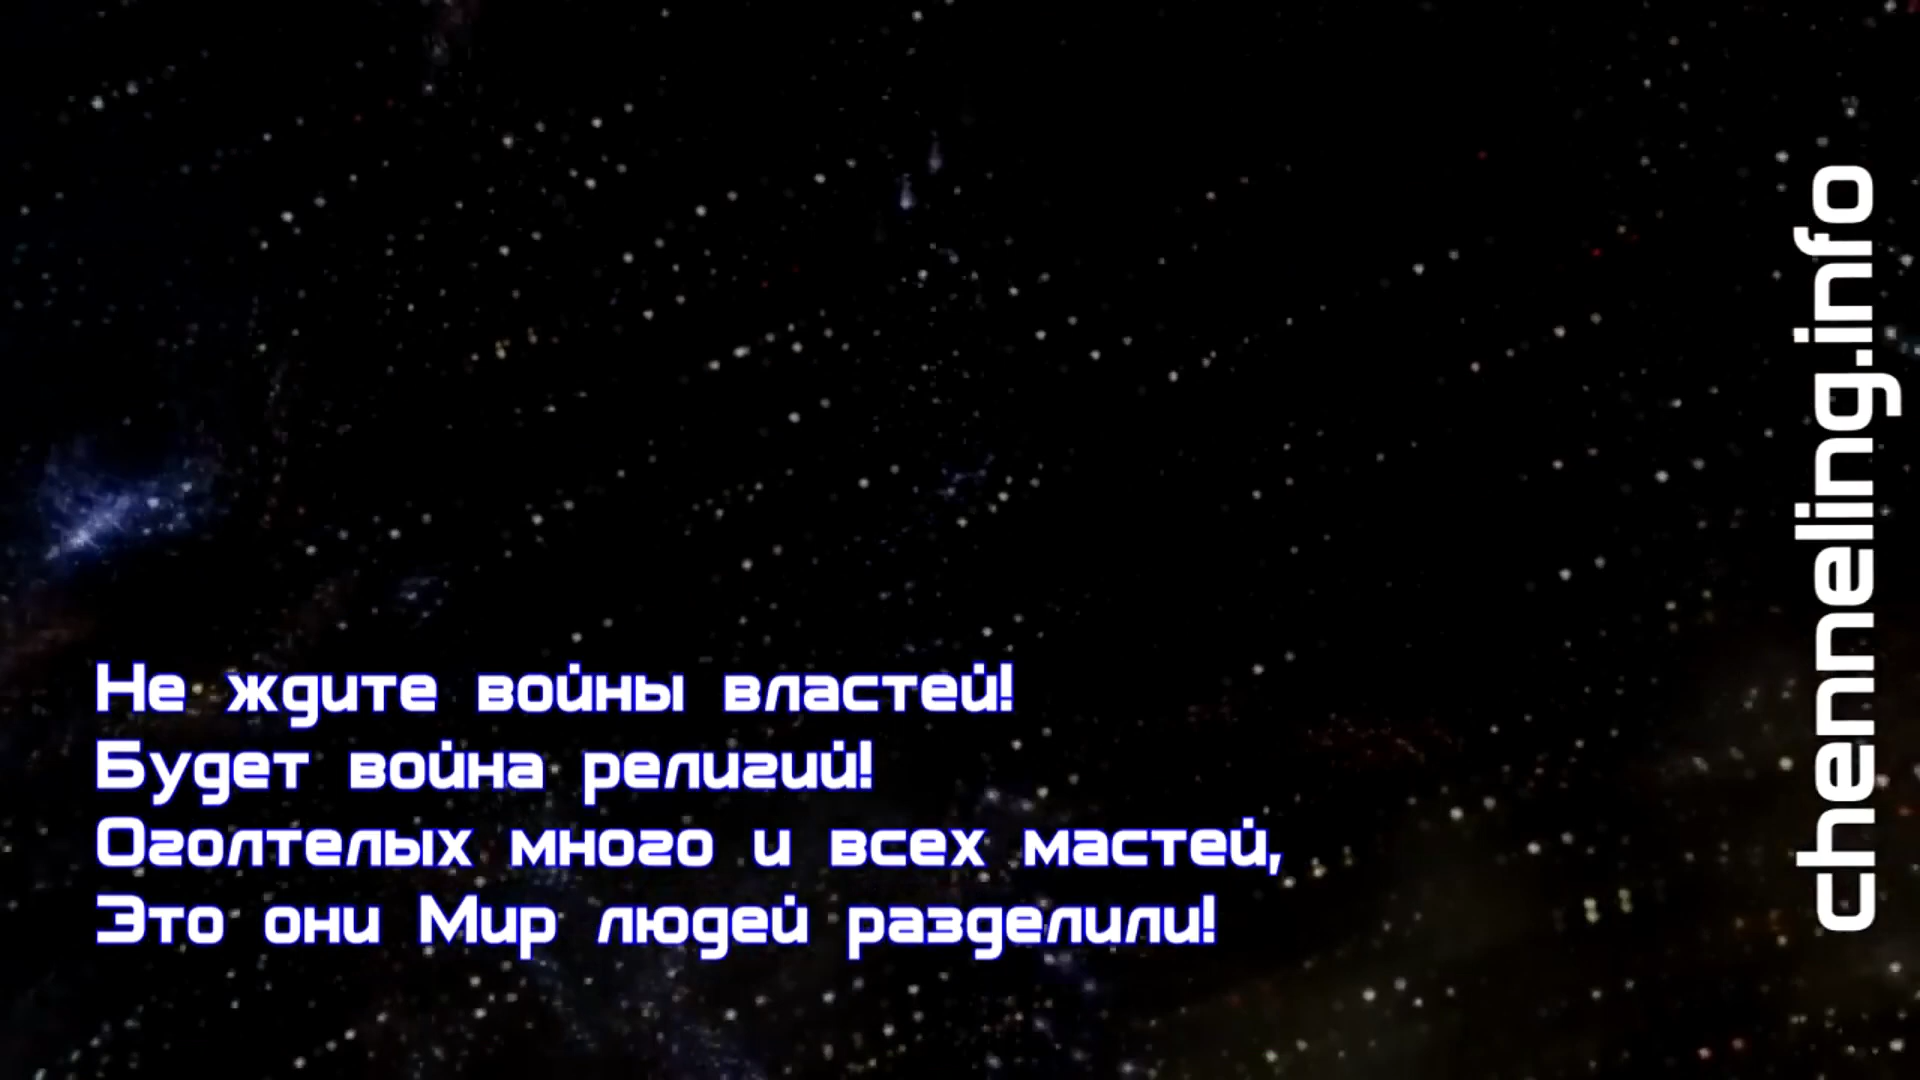 Не ждите войны властей!
Будет война религий!
Оголтелых много и всех мастей,
Это они Мир людей разделили!
chenneling.info